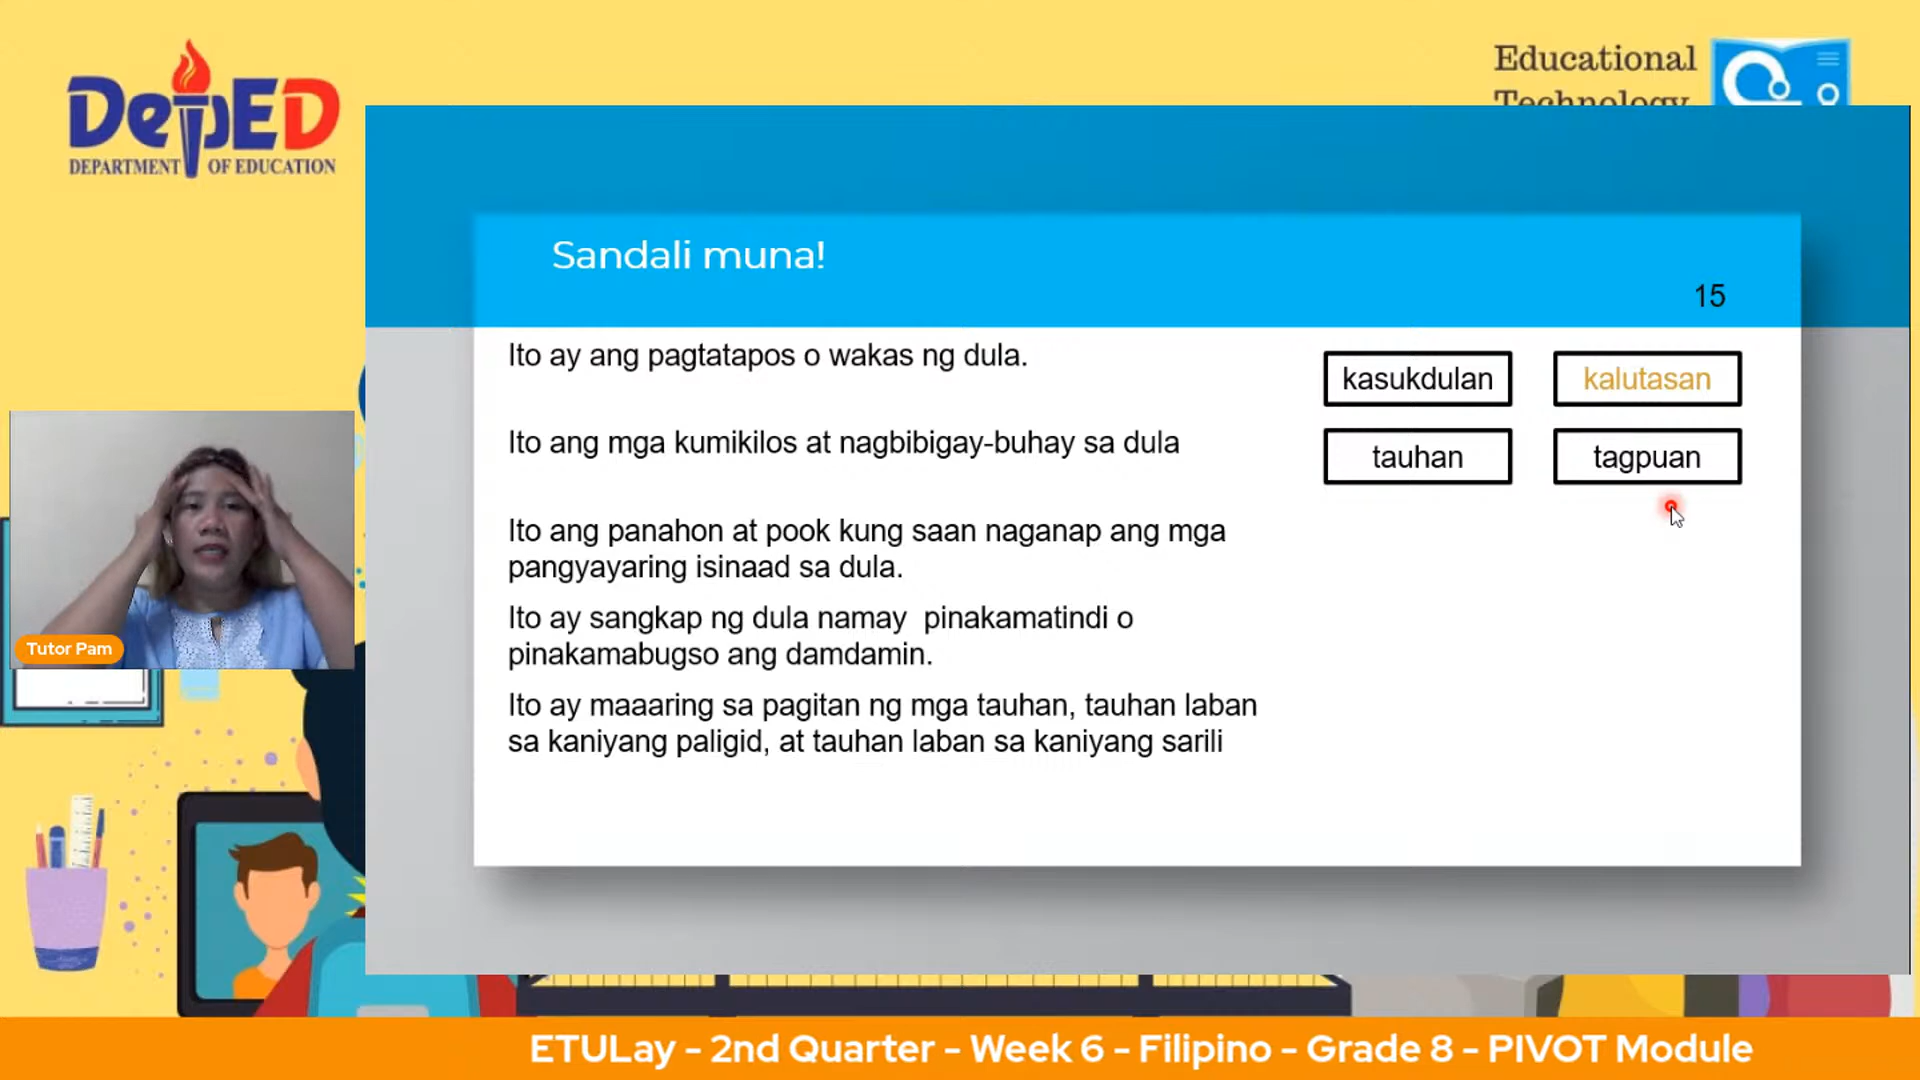 DepED
DEPARTMENT OF EDUCATION
Educational
Technology
Sandali muna!
15
Ito ay ang pagtatapos o wakas ng dula.
kasukdulan
kalutasan
Ito ang mga kumikilos at nagbibigay-buhay sa dula
tauhan
tagpuan
Ito ang panahon at pook kung saan naganap ang mga
pangyayaring isinaad sa dula.
Ito ay sangkap ng dula namay pinakamatindi o
pinakamabugso ang damdamin.
Ito ay maaaring sa pagitan ng mga tauhan, tauhan laban
sa kaniyang paligid, at tauhan laban sa kaniyang sarili
Tutor Pam
ETULay - 2nd Quarter - Week 6 - Filipino - Grade 8 - PIVOT Module